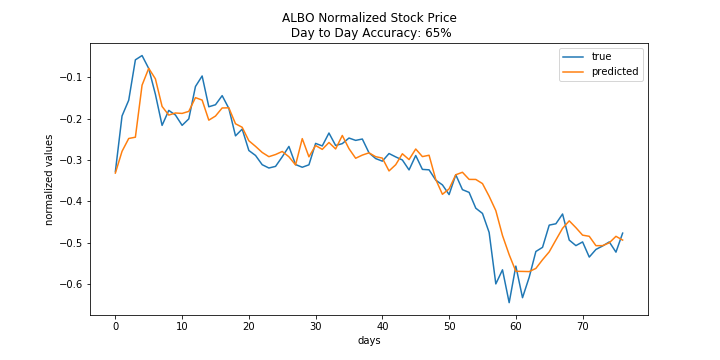 ALBO Normalized Stock Price
Day to Day Accuracy: 65%
true
predicted
normalized values
−0.1
−0.2
−0.3
−0.4
−0.5
−0.6
0 10 20 30 40 50 60 70
days